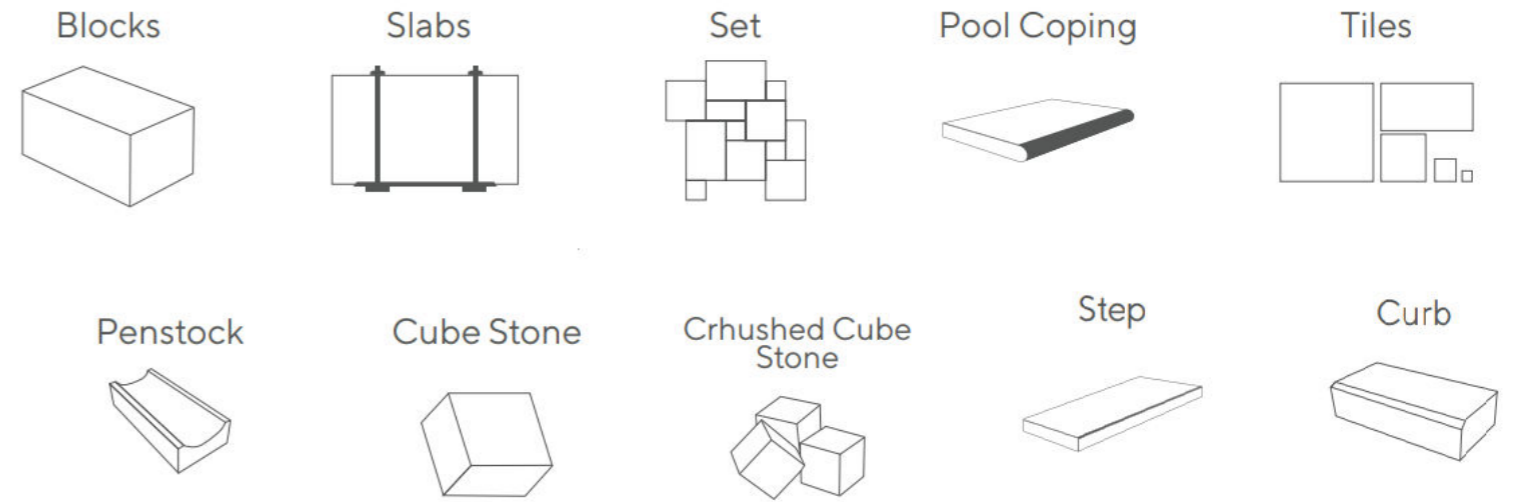 Blocks
Slabs
Set
Pool Coping
Tiles
Penstock
Cube Stone
Crhushed Cube
Stone
Step
Curb